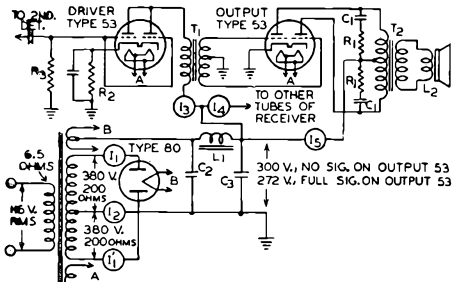 DRIVER
TYPE 53
OUTPUT
TYPE 53
TO 2ND.
DET.
T1
T2
C1
R1
R1
C1
L2
R3
R2
A
A
I3
I4
TO OTHER
TUBES OF
RECEIVER
B
TYPE 80
L1
I5
6.5
OHMS
I1
380 V.
200
OHMS
B
C2
C3
300 V., NO SIG. ON OUTPUT 53
272 V., FULL SIG. ON OUTPUT 53
115 V.
RMS
I2
380 V.
200 OHMS
I1
A